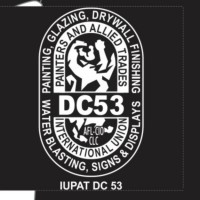 PAINTING, GLAZING, DRYWALL FINISHING
PAINTERS AND ALLIED TRADES
DC53
AFL-CIO
CLC
INTERNATIONAL UNION
WATER BLASTING, SIGNS & DISPLAYS
IUPAT DC 53